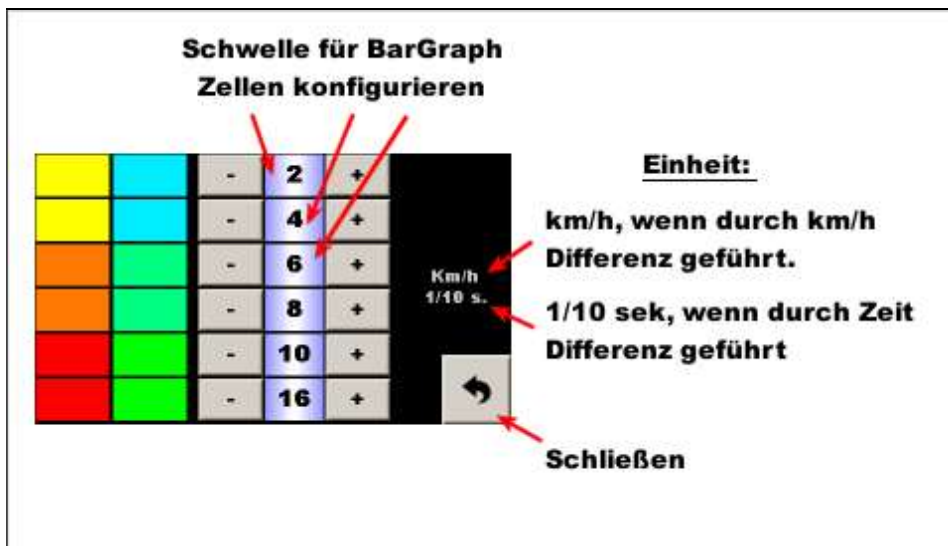 Schwelle für BarGraph
Zellen konfigurieren
- 2 +
- 4 +
- 6 +
- 8 +
- 10 +
- 16 +
Km/h
1/10 s.
Einheit:
km/h, wenn durch km/h
Differenz geführt.
1/10 sek, wenn durch Zeit
Differenz geführt
Schließen